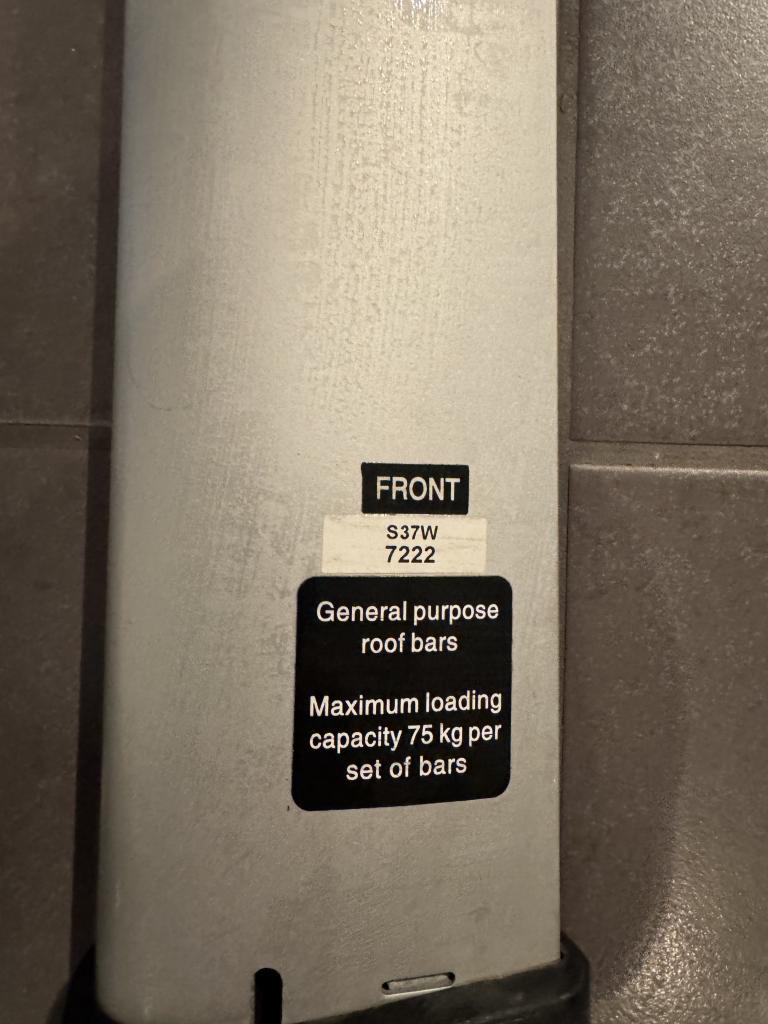 FRONT
S37W
7222
General purpose
roof bars
Maximum loading
capacity 75 kg per
set of bars